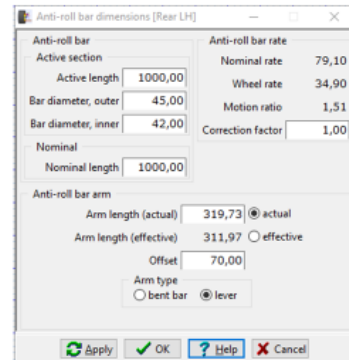 Anti-roll bar dimensions [Rear LH]
Anti-roll bar
Active section
Active length 1000,00
Bar diameter, outer 45,00
Bar diameter, inner 42,00
Nominal
Nominal length 1000,00
Anti-roll bar rate
Nominal rate 79,10
Wheel rate 34,90
Motion ratio 1,51
Correction factor 1,00
Anti-roll bar arm
Arm length (actual) 319,73 actual
Arm length (effective) 311,97 effective
Offset 70,00
Arm type
bent bar lever
Apply OK Help Cancel